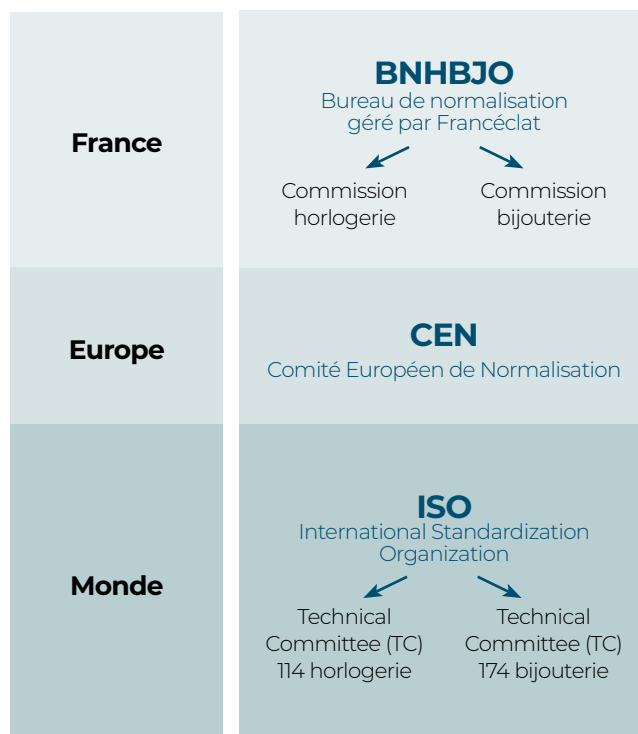 France
BNHBJO
Bureau de normalisation
géré par Francéclat
Commission
horlogerie
Commission
bijouterie
Europe
CEN
Comité Européen de Normalisation
Monde
ISO
International Standardization
Organization
Technical
Committee (TC)
114 horlogerie
Technical
Committee (TC)
174 bijouterie